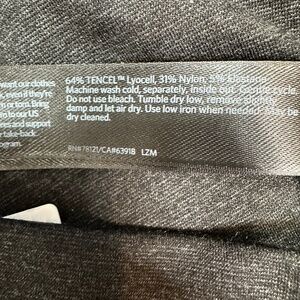 want our clothes
even if they're
n or torn. Bring
m to our US
r take-back
ogram.
64% TENCEL™ Lyocell, 31% Nylon, 5% Elastane
Machine wash cold, separately, inside out. Gentle cycle
Do not use bleach. Tumble dry low, remove slightly
damp and let air dry. Use low iron when needed. May be
dry cleaned.
RN#78121/CA#63918 LZM